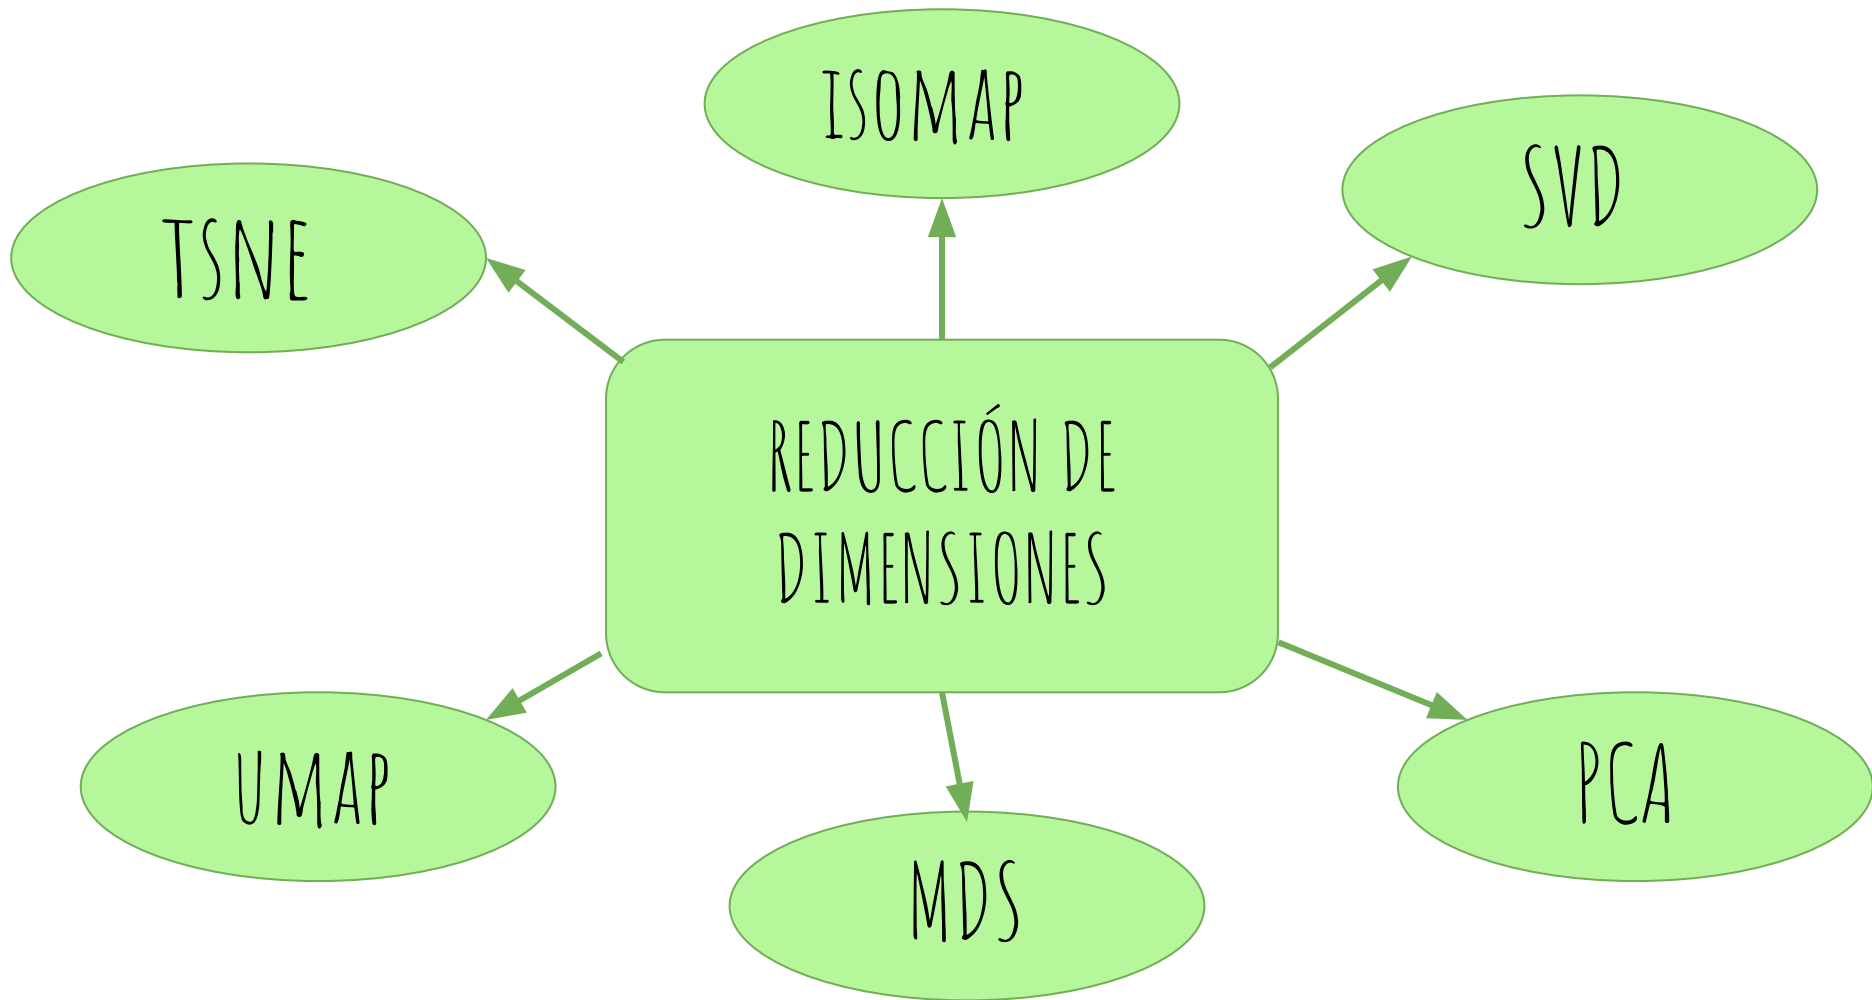 ISOMAP
SVD
TSNE
REDUCCIÓN DE
DIMENSIONES
UMAP
PCA
MDS